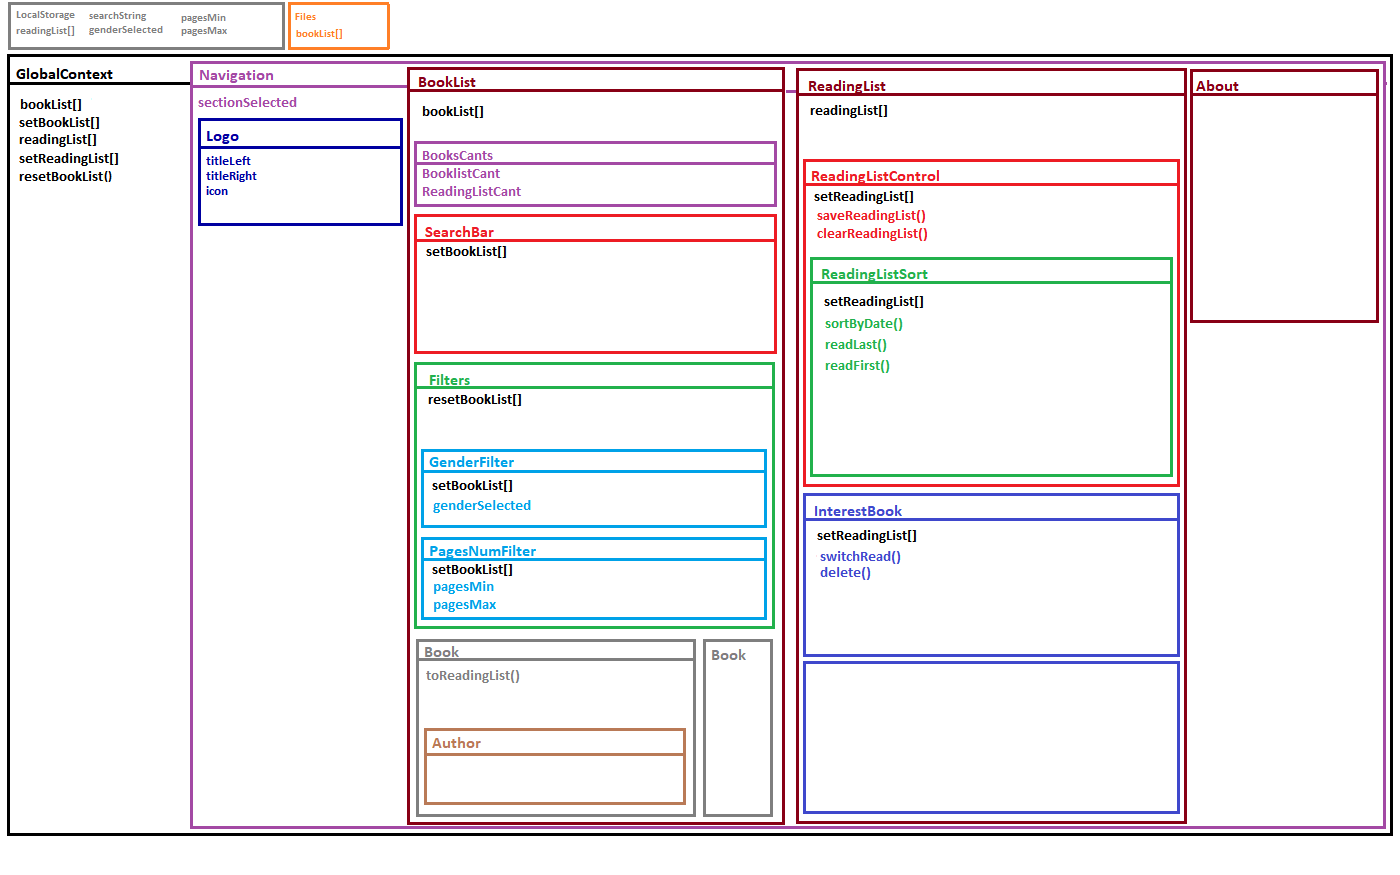 LocalStorage searchString pagesMin
readingList[] genderSelected pagesMax
Files
bookList[]
GlobalContext
bookList[]
setBookList[]
readingList[]
setReadingList[]
resetBookList()
Navigation
sectionSelected
Logo
titleLeft
titleRight
icon
BookList
bookList[]
BooksCants
BooklistCant
ReadingListCant
SearchBar
setBookList[]
Filters
resetBookList[]
GenderFilter
setBookList[]
genderSelected
PagesNumFilter
setBookList[]
pagesMin
pagesMax
Book
toReadingList()
Author
Book
ReadingList
readingList[]
ReadingListControl
setReadingList[]
saveReadingList()
clearReadingList()
ReadingListSort
setReadingList[]
sortByDate()
readLast()
readFirst()
InterestBook
setReadingList[]
switchRead()
delete()
About